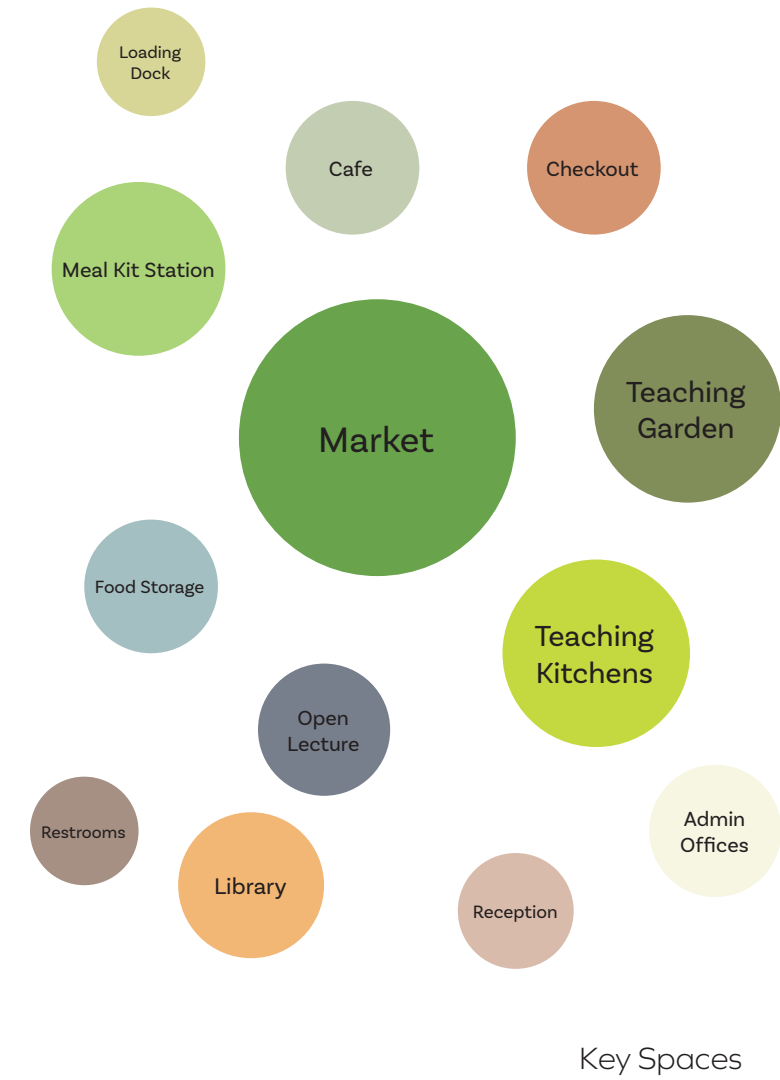 Loading
Dock
Cafe
Checkout
Meal Kit Station
Teaching
Garden
Market
Food Storage
Teaching
Kitchens
Open
Lecture
Restrooms
Admin
Offices
Library
Reception
Key Spaces